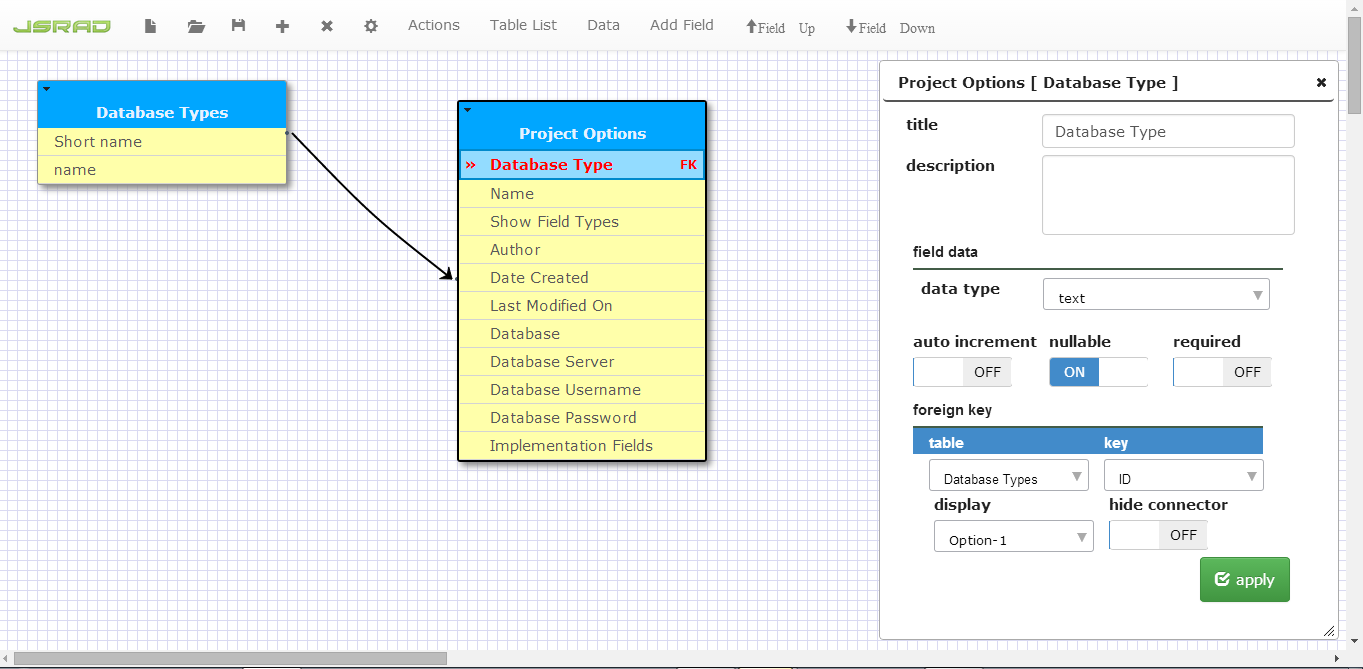 JSRAD Actions Table List Data Add Field Field Up Field Down
Database Types
Short name
name
Project Options
» Database Type FK
Name
Show Field Types
Author
Date Created
Last Modified On
Database
Database Server
Database Username
Database Password
Implementation Fields
Project Options [ Database Type ]
title Database Type
description
field data
data type text
auto increment nullable required
OFF ON OFF
foreign key
table key
Database Types ID
display hide connector
Option-1 OFF
apply